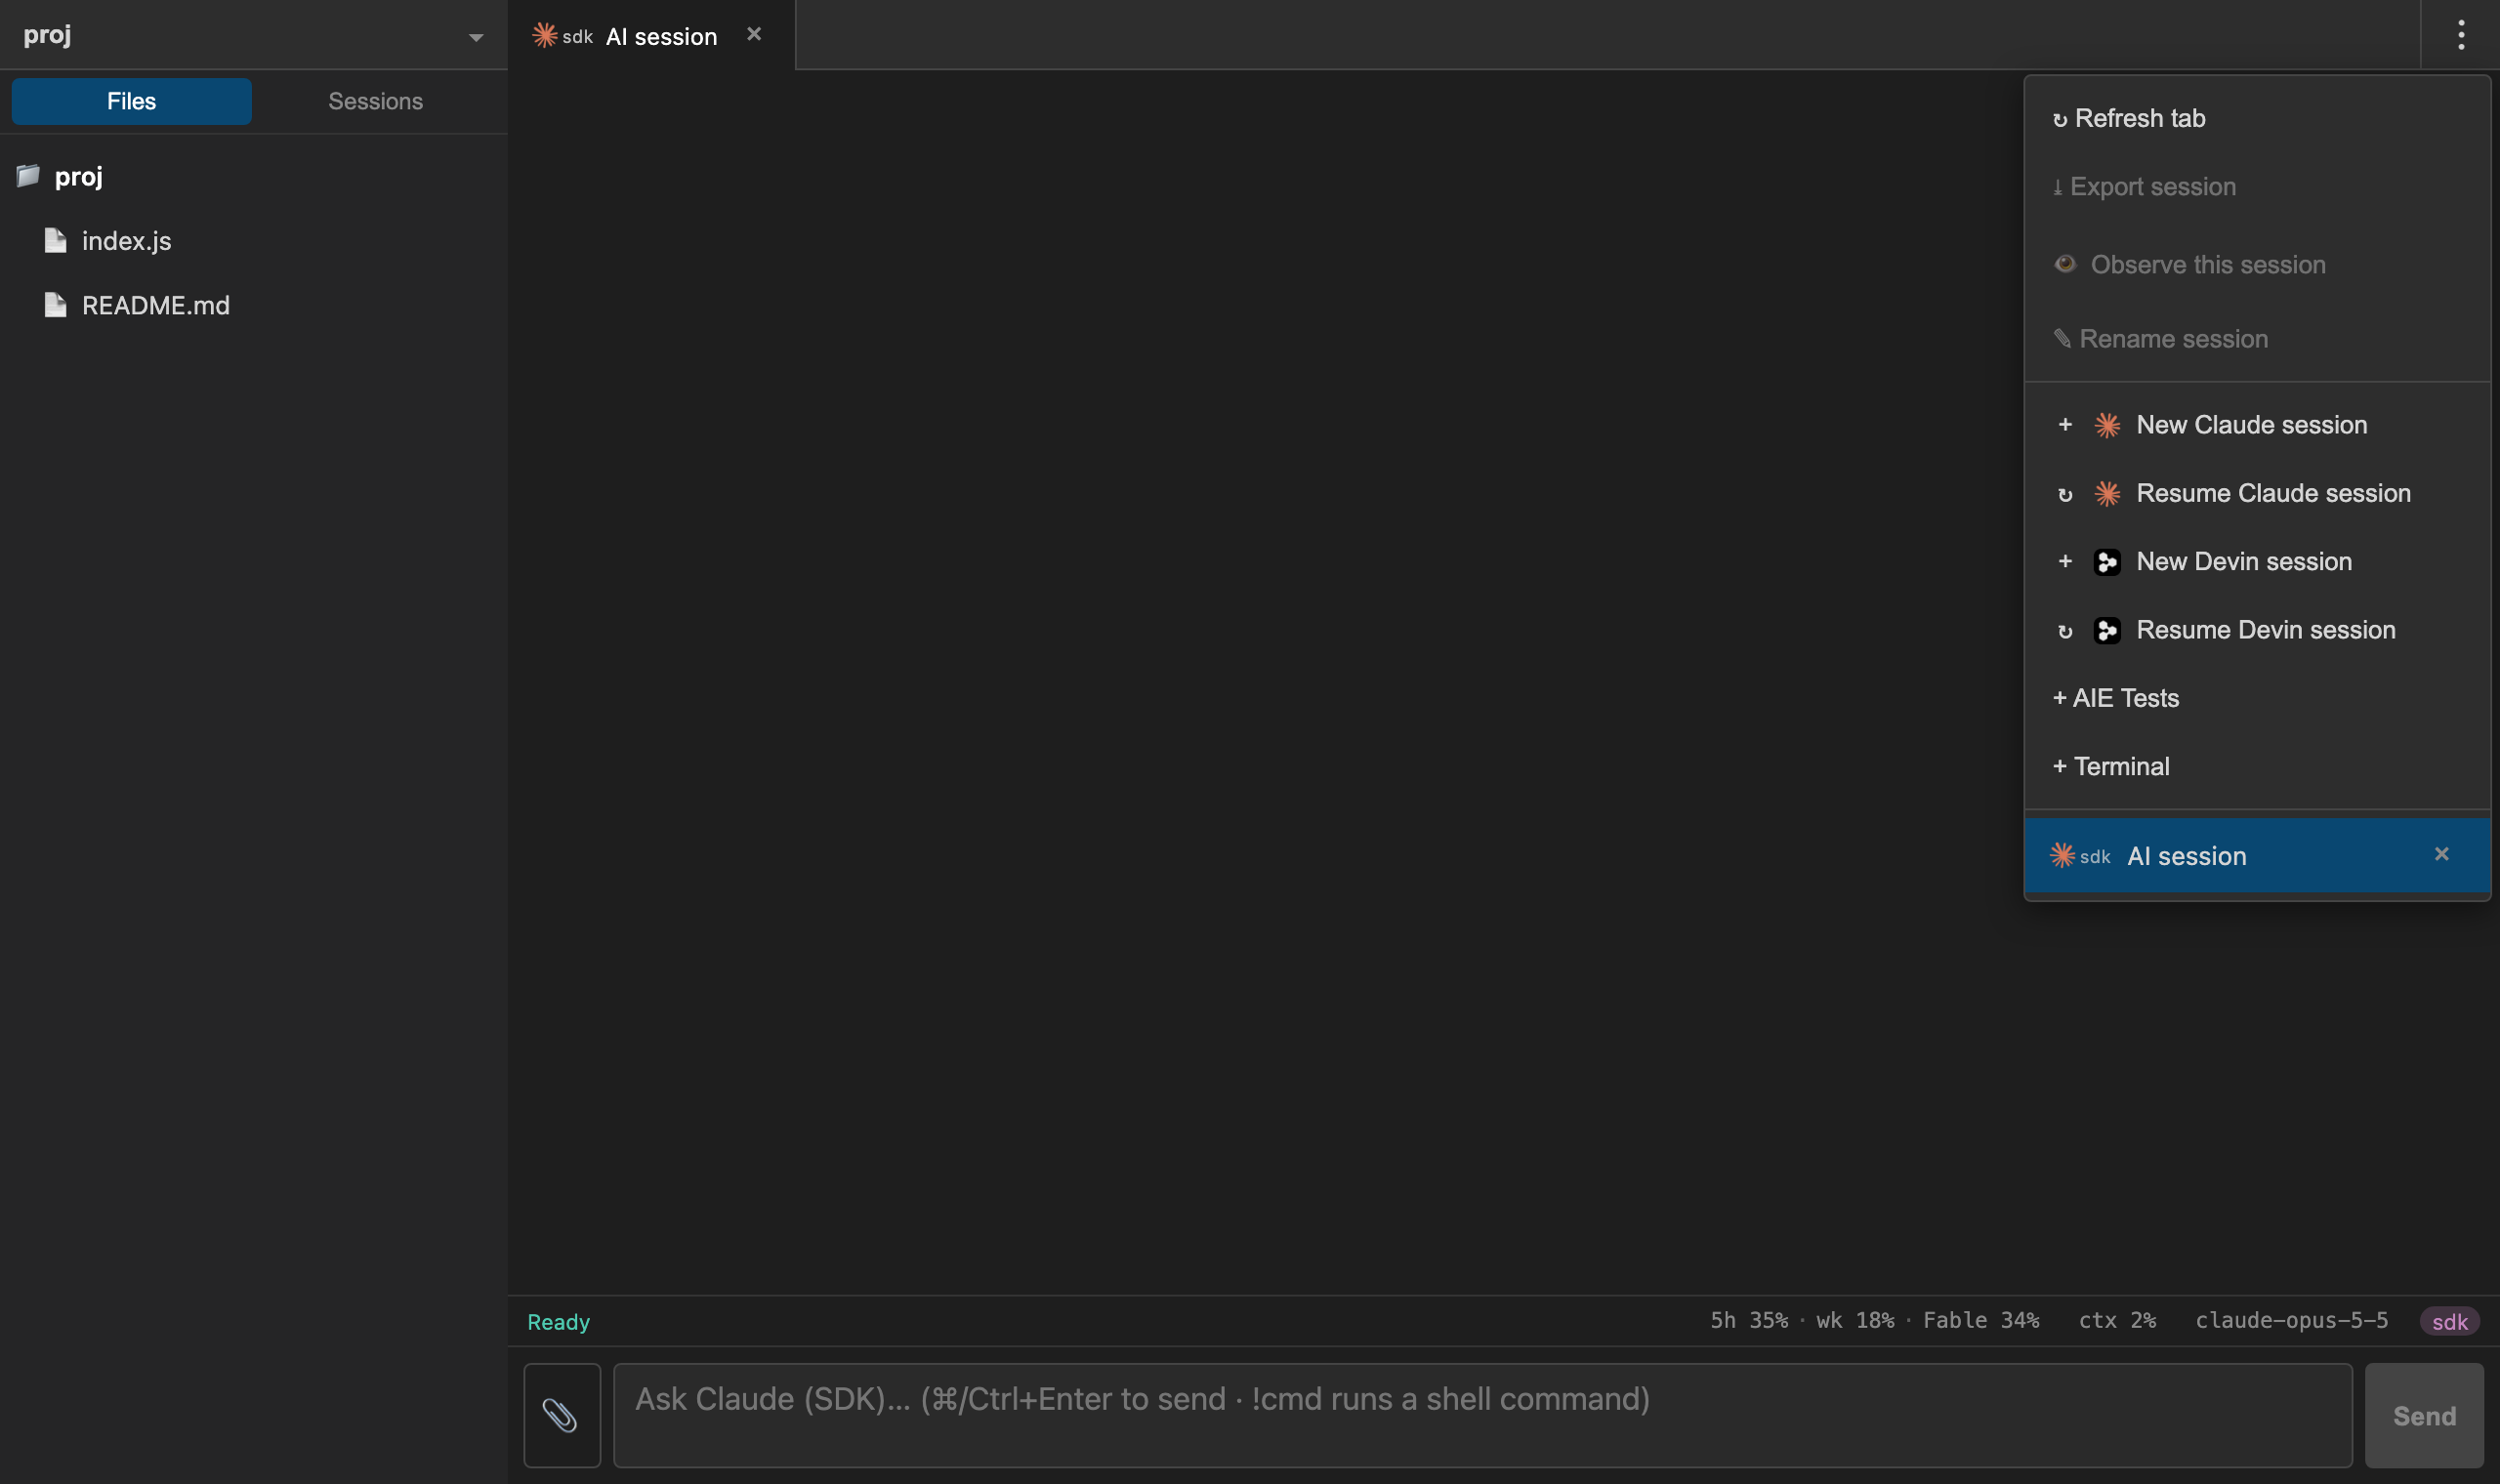 proj
Files
Sessions
proj
index.js
README.md
sdk AI session ×
↻ Refresh tab
⤓ Export session
Observe this session
✎ Rename session
+ New Claude session
↻ Resume Claude session
+ New Devin session
↻ Resume Devin session
+ AIE Tests
+ Terminal
sdk AI session ×
Ready
5h 35% · wk 18% · Fable 34% ctx 2% claude-opus-5-5 sdk
Ask Claude (SDK)... (⌘/Ctrl+Enter to send · !cmd runs a shell command)
Send